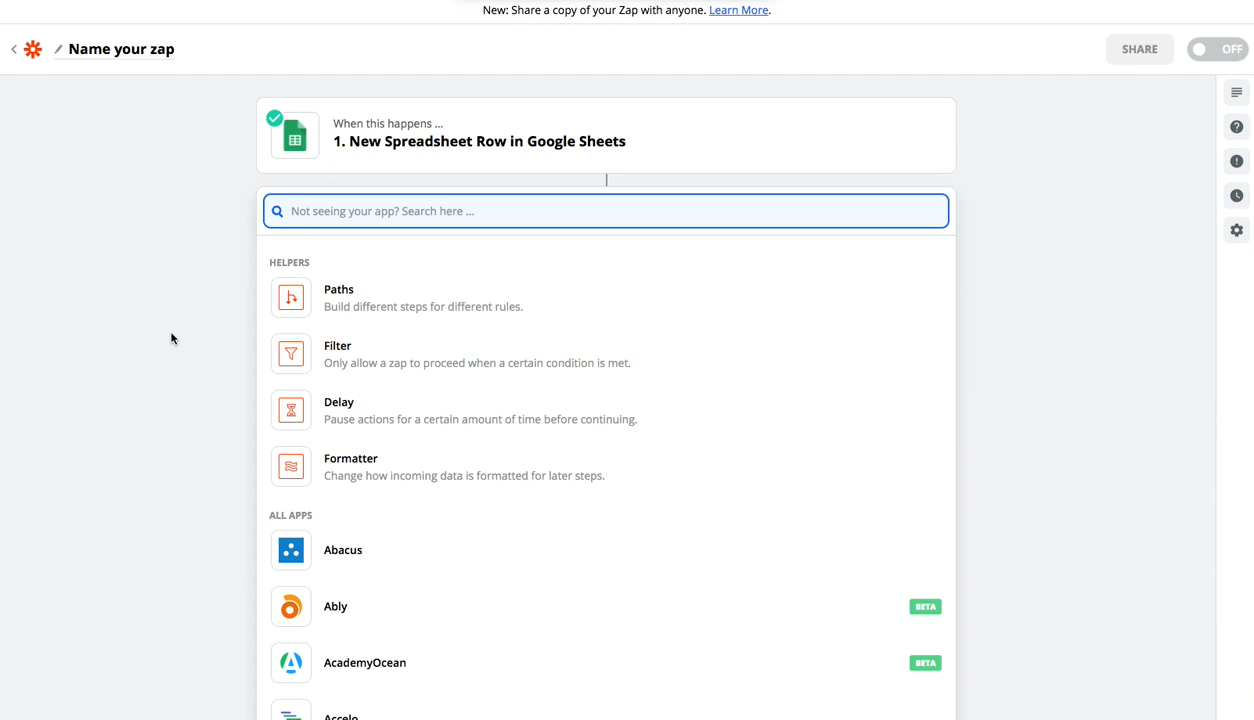 New: Share a copy of your Zap with anyone. Learn More.
Name your zap
SHARE
OFF
When this happens ...
1. New Spreadsheet Row in Google Sheets
Not seeing your app? Search here ...
HELPERS
Paths
Build different steps for different rules.
Filter
Only allow a zap to proceed when a certain condition is met.
Delay
Pause actions for a certain amount of time before continuing.
Formatter
Change how incoming data is formatted for later steps.
ALL APPS
Abacus
Ably
BETA
AcademyOcean
BETA
Accelo